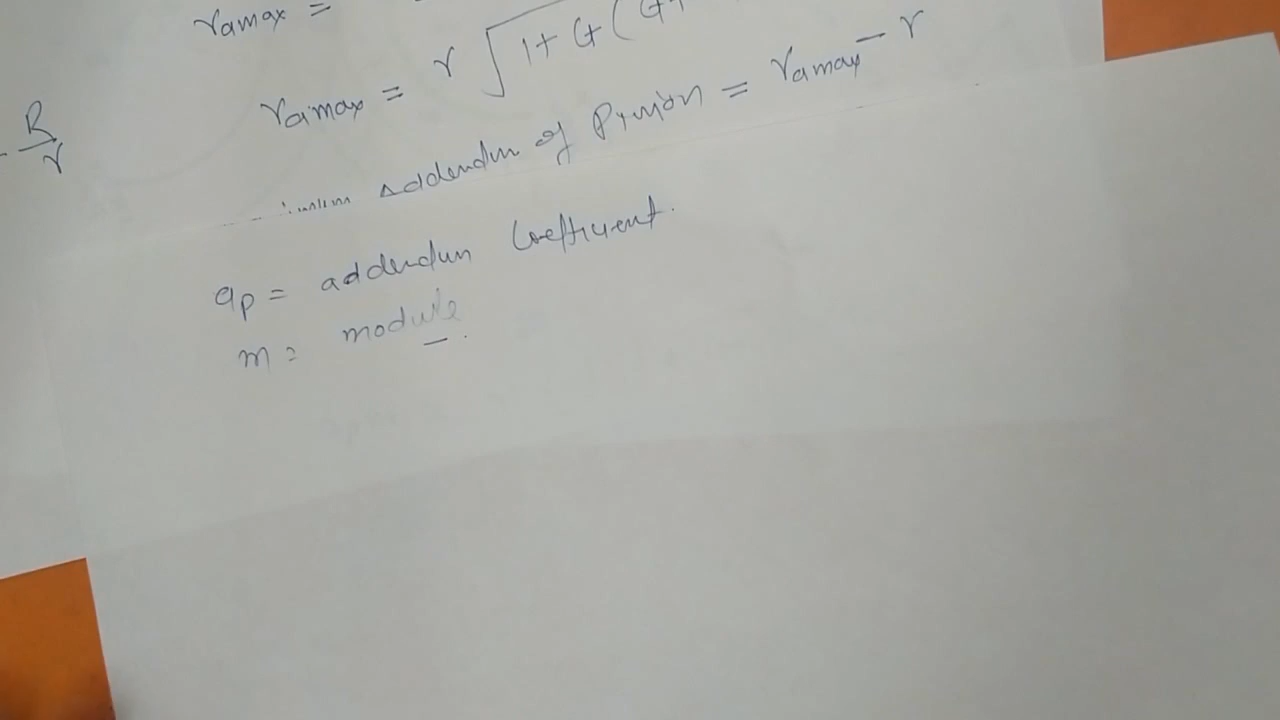 ramax =
ramax = r √1+ G (G+
R/r
Addendum of Pinion = ramax - r
ap = addendum Coefficient.
m = module